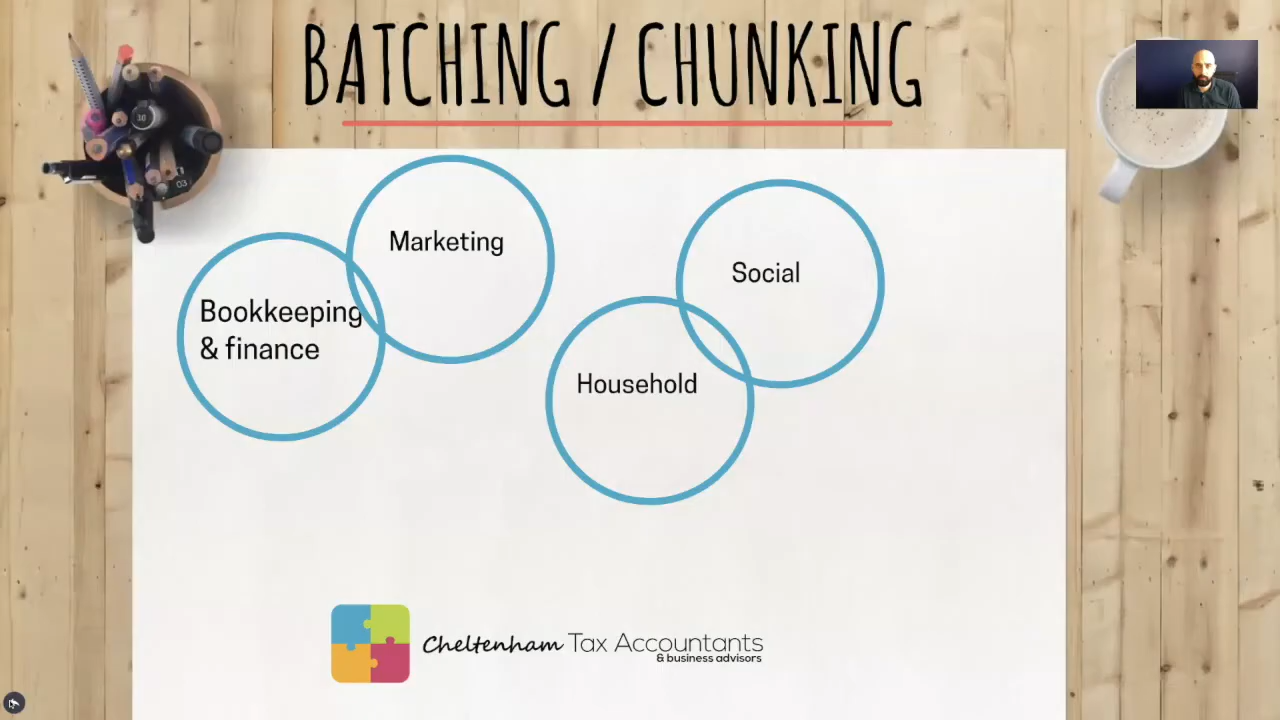 BATCHING / CHUNKING
Marketing
Social
Bookkeeping
& finance
Household
Cheltenham Tax Accountants
& business advisors